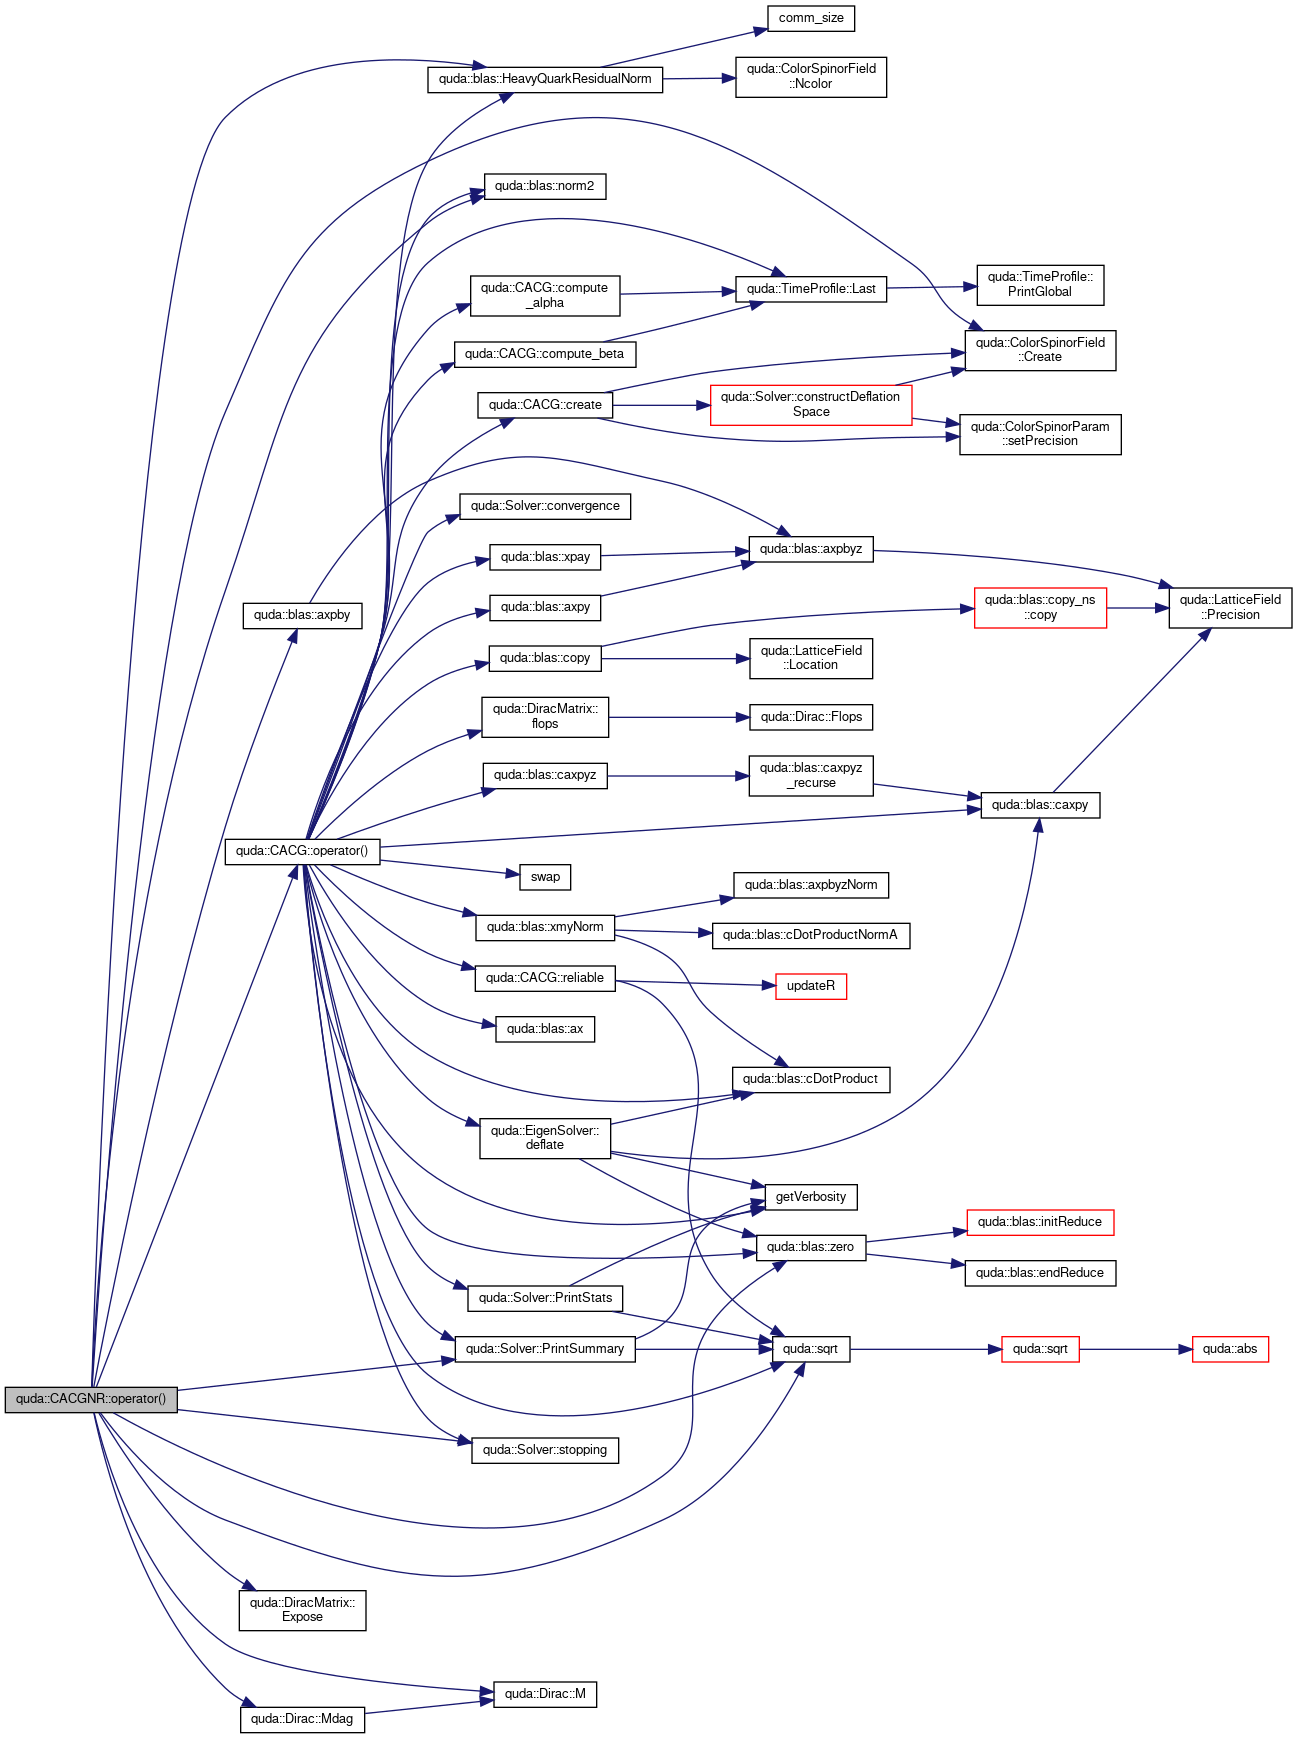 comm_size
quda::blas::HeavyQuarkResidualNorm
quda::ColorSpinorField
::Ncolor
quda::blas::norm2
quda::TimeProfile::
PrintGlobal
quda::CACG::compute
_alpha
quda::TimeProfile::Last
quda::ColorSpinorField
::Create
quda::CACG::compute_beta
quda::CACG::create
quda::Solver::constructDeflation
Space
quda::ColorSpinorParam
::setPrecision
quda::Solver::convergence
quda::blas::xpay
quda::blas::axpbyz
quda::blas::axpby
quda::blas::axpy
quda::blas::copy_ns
::copy
quda::LatticeField
::Precision
quda::blas::copy
quda::LatticeField
::Location
quda::DiracMatrix::
flops
quda::Dirac::Flops
quda::blas::caxpyz
quda::blas::caxpyz
_recurse
quda::blas::caxpy
quda::CACG::operator()
swap
quda::blas::axpbyzNorm
quda::blas::xmyNorm
quda::blas::cDotProductNormA
quda::CACG::reliable
updateR
quda::blas::ax
quda::blas::cDotProduct
quda::EigenSolver::
deflate
getVerbosity
quda::blas::zero
quda::blas::initReduce
quda::blas::endReduce
quda::Solver::PrintStats
quda::Solver::PrintSummary
quda::sqrt
quda::sqrt
quda::abs
quda::CACGNR::operator()
quda::Solver::stopping
quda::DiracMatrix::
Expose
quda::Dirac::M
quda::Dirac::Mdag